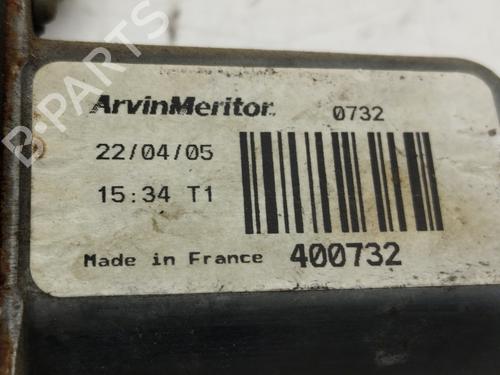 ArvinMeritor 0732
22/04/05
15:34 T1
Made in France 400732
B-PARTS